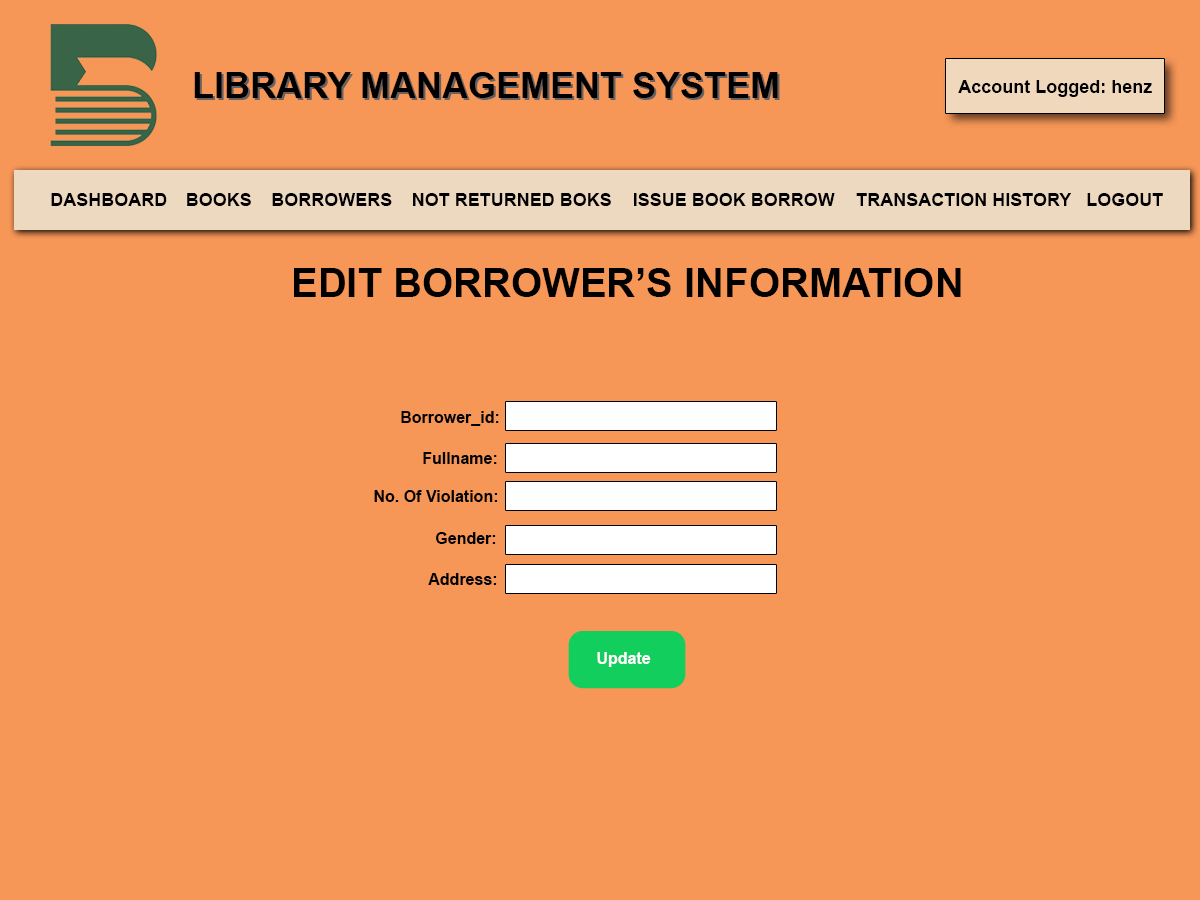 LIBRARY MANAGEMENT SYSTEM
Account Logged: henz
DASHBOARD BOOKS BORROWERS NOT RETURNED BOKS ISSUE BOOK BORROW TRANSACTION HISTORY LOGOUT
EDIT BORROWER’S INFORMATION
Borrower_id:
Fullname:
No. Of Violation:
Gender:
Address:
Update